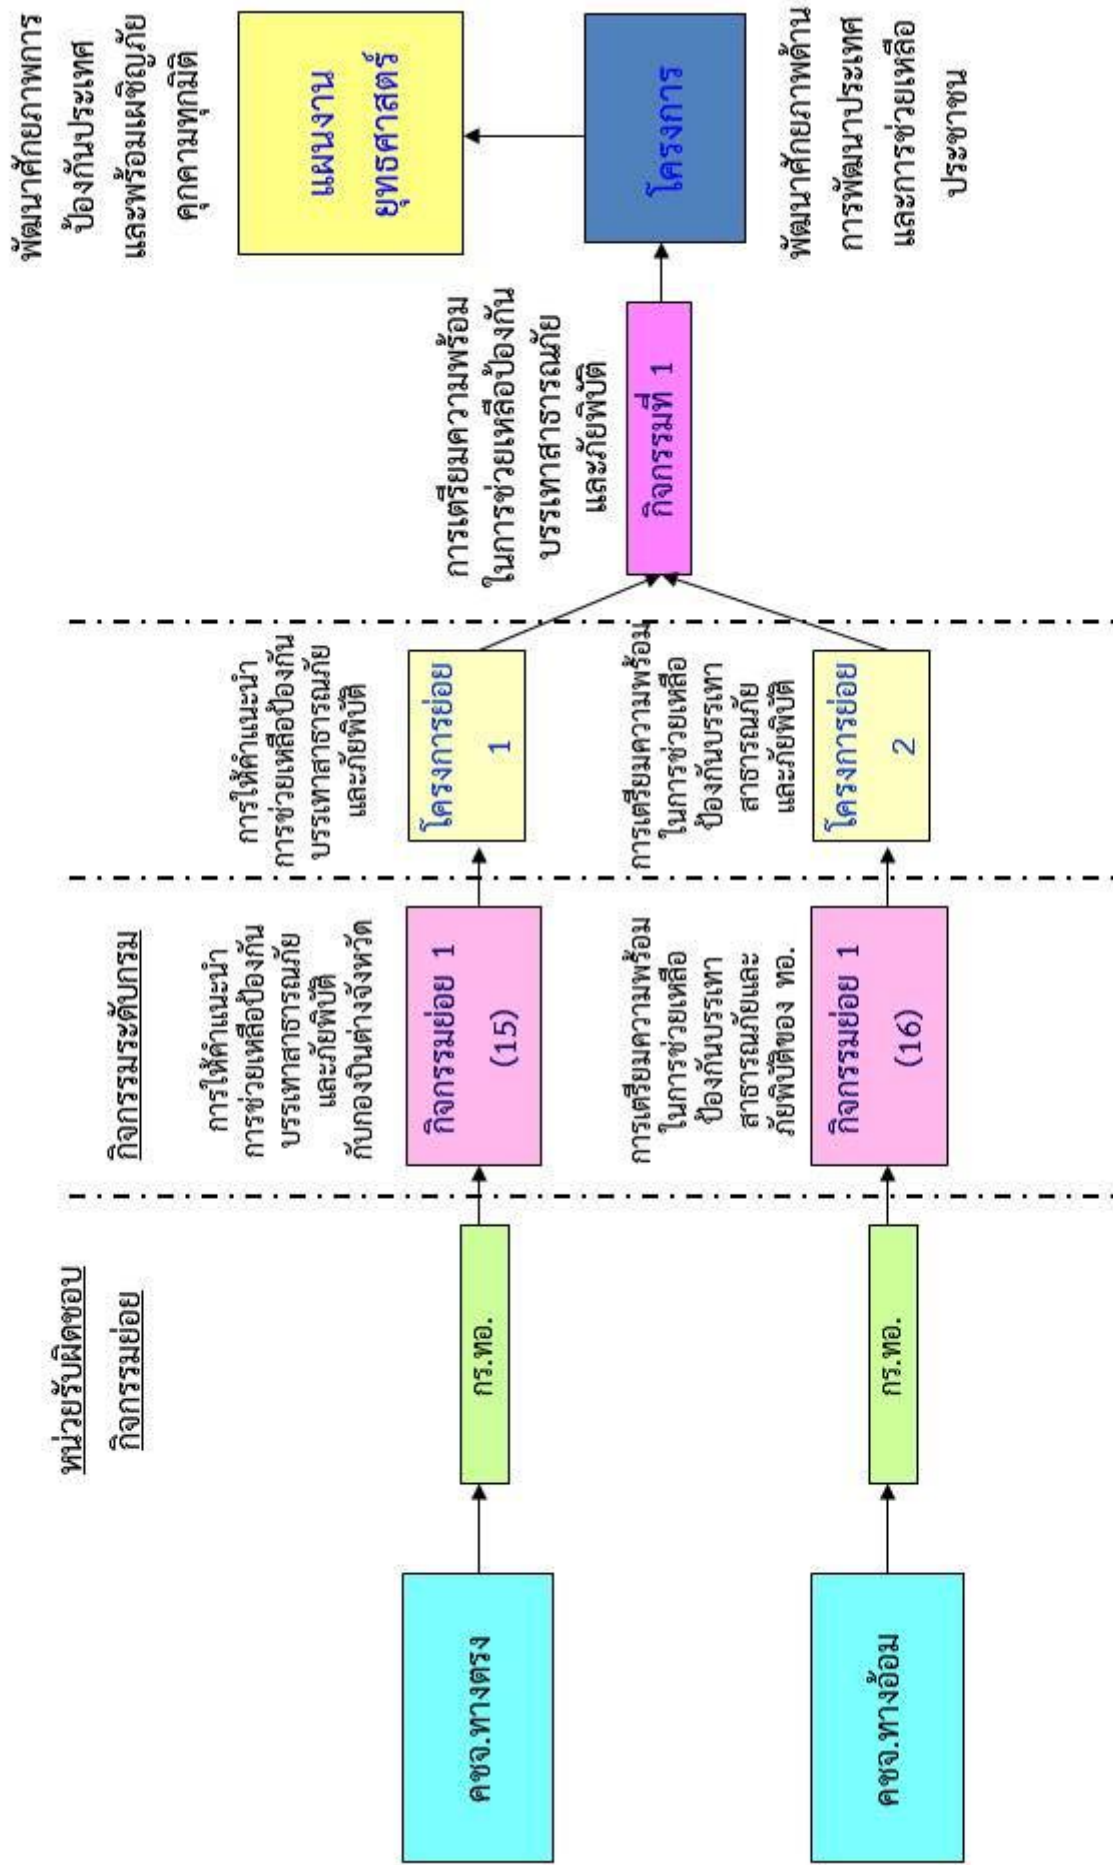 หน่วยรับผิดชอบ
กิจกรรมย่อย
กิจกรรมระดับกรม
คชจ.ทางตรง
กร.ทอ.
การให้คำแนะนำ
การช่วยเหลือป้องกัน
บรรเทาสาธารณภัย
และภัยพิบัติ
กับกองบินต่างจังหวัด
กิจกรรมย่อย 1
(15)
การให้คำแนะนำ
การช่วยเหลือป้องกัน
บรรเทาสาธารณภัย
และภัยพิบัติ
โครงการย่อย
1
คชจ.ทางอ้อม
กร.ทอ.
การเตรียมความพร้อม
ในการช่วยเหลือ
ป้องกันบรรเทา
สาธารณภัยและ
ภัยพิบัติของ ทอ.
กิจกรรมย่อย 1
(16)
การเตรียมความพร้อม
ในการช่วยเหลือ
ป้องกันบรรเทา
สาธารณภัย
และภัยพิบัติ
โครงการย่อย
2
การเตรียมความพร้อม
ในการช่วยเหลือป้องกัน
บรรเทาสาธารณภัย
และภัยพิบัติ
กิจกรรมที่ 1
พัฒนาศักยภาพการ
ป้องกันประเทศ
และพร้อมเผชิญภัย
คุกคามทุกมิติ
แผนงาน
ยุทธศาสตร์
โครงการ
พัฒนาศักยภาพด้าน
การพัฒนาประเทศ
และการช่วยเหลือ
ประชาชน